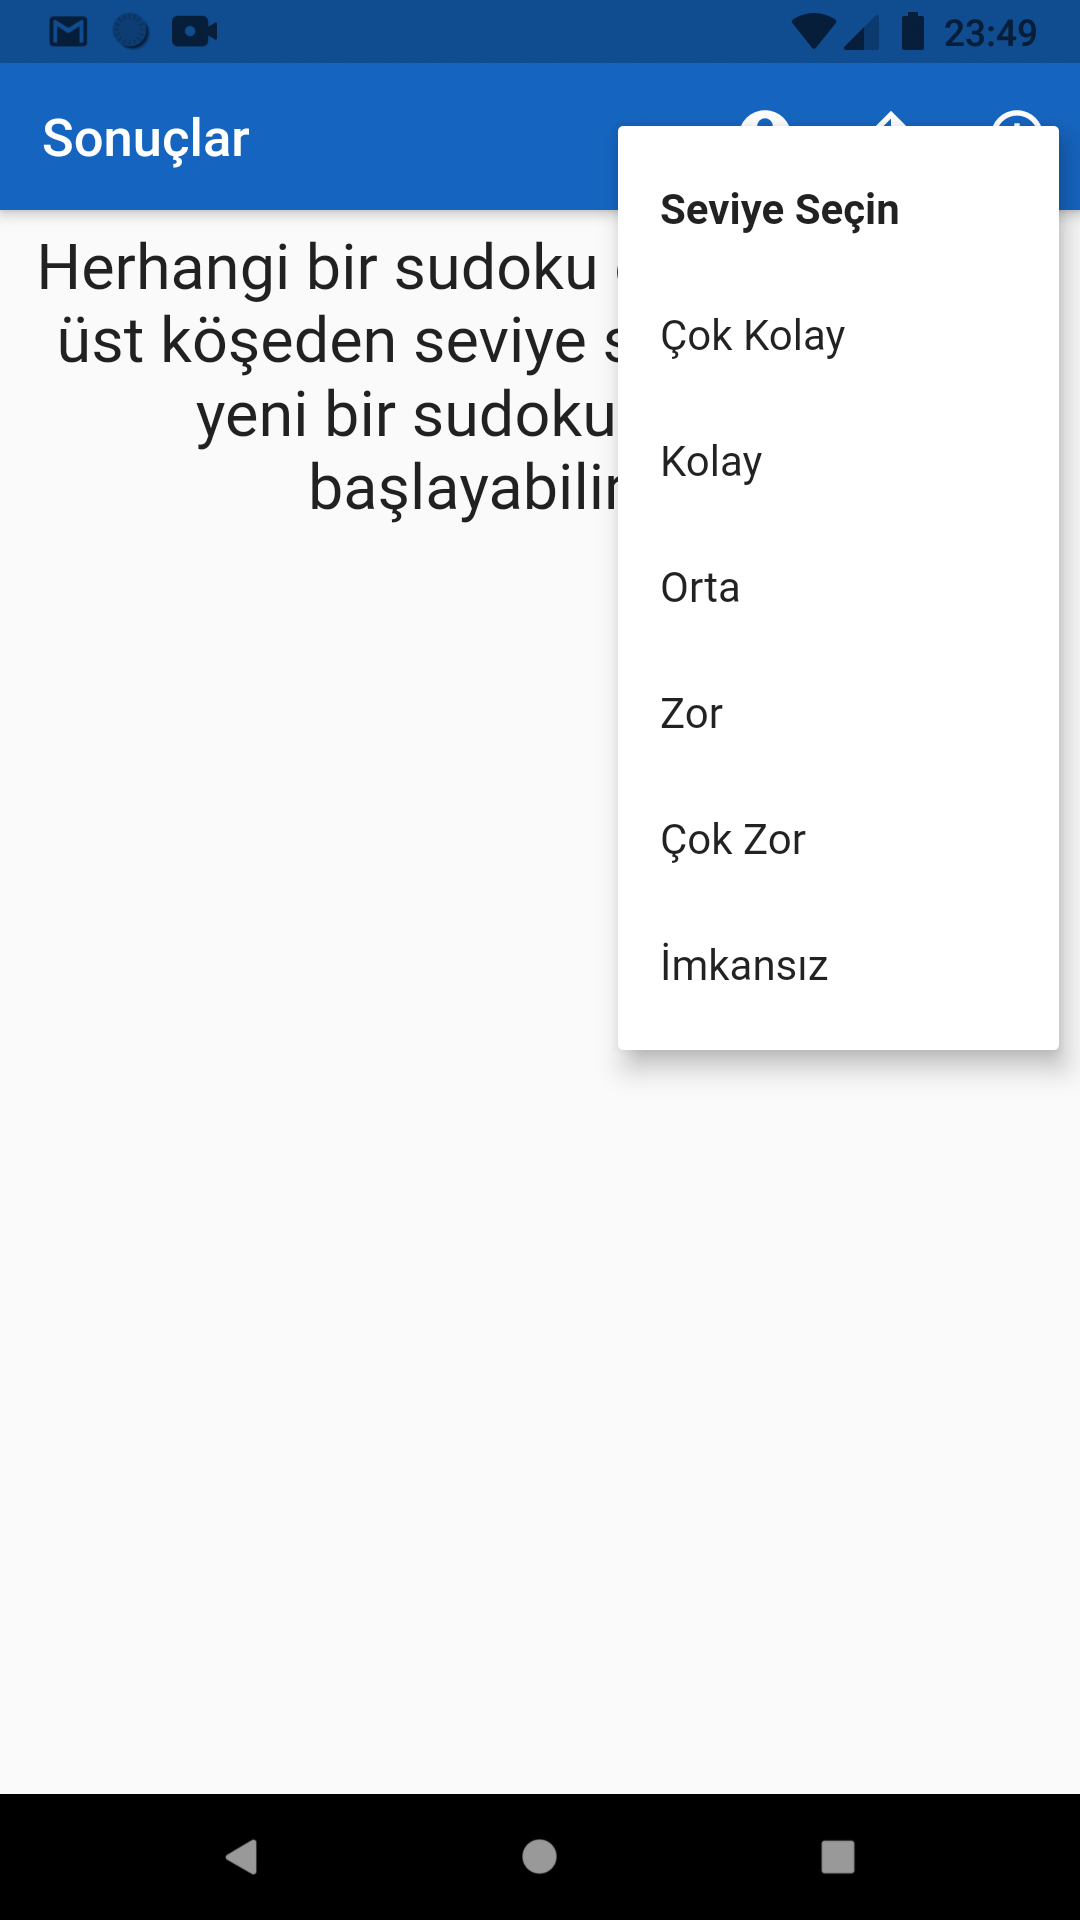 23:49
Sonuçlar
Herhangi bir sudoku
üst köşeden seviye
yeni bir sudoku
Seviye Seçin
Çok Kolay
Kolay
Orta
Zor
Çok Zor
İmkansız